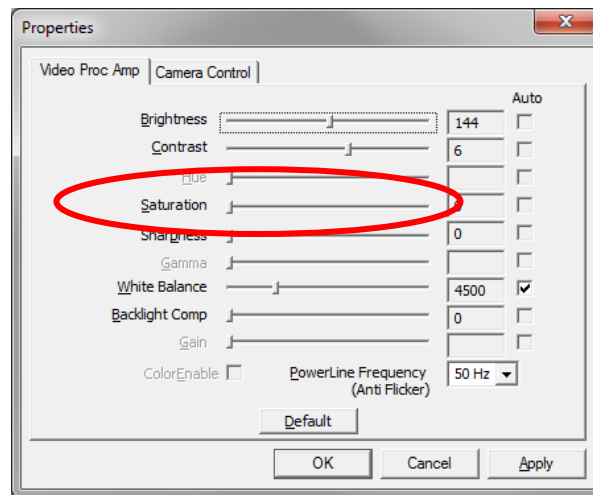 Properties
Video Proc Amp Camera Control
Auto
Brightness 144
Contrast 6
Hue
Saturation
Sharpness 0
Gamma
White Balance 4500
Backlight Comp 0
Gain
ColorEnable PowerLine Frequency 50 Hz
(Anti Flicker)
Default
OK Cancel Apply